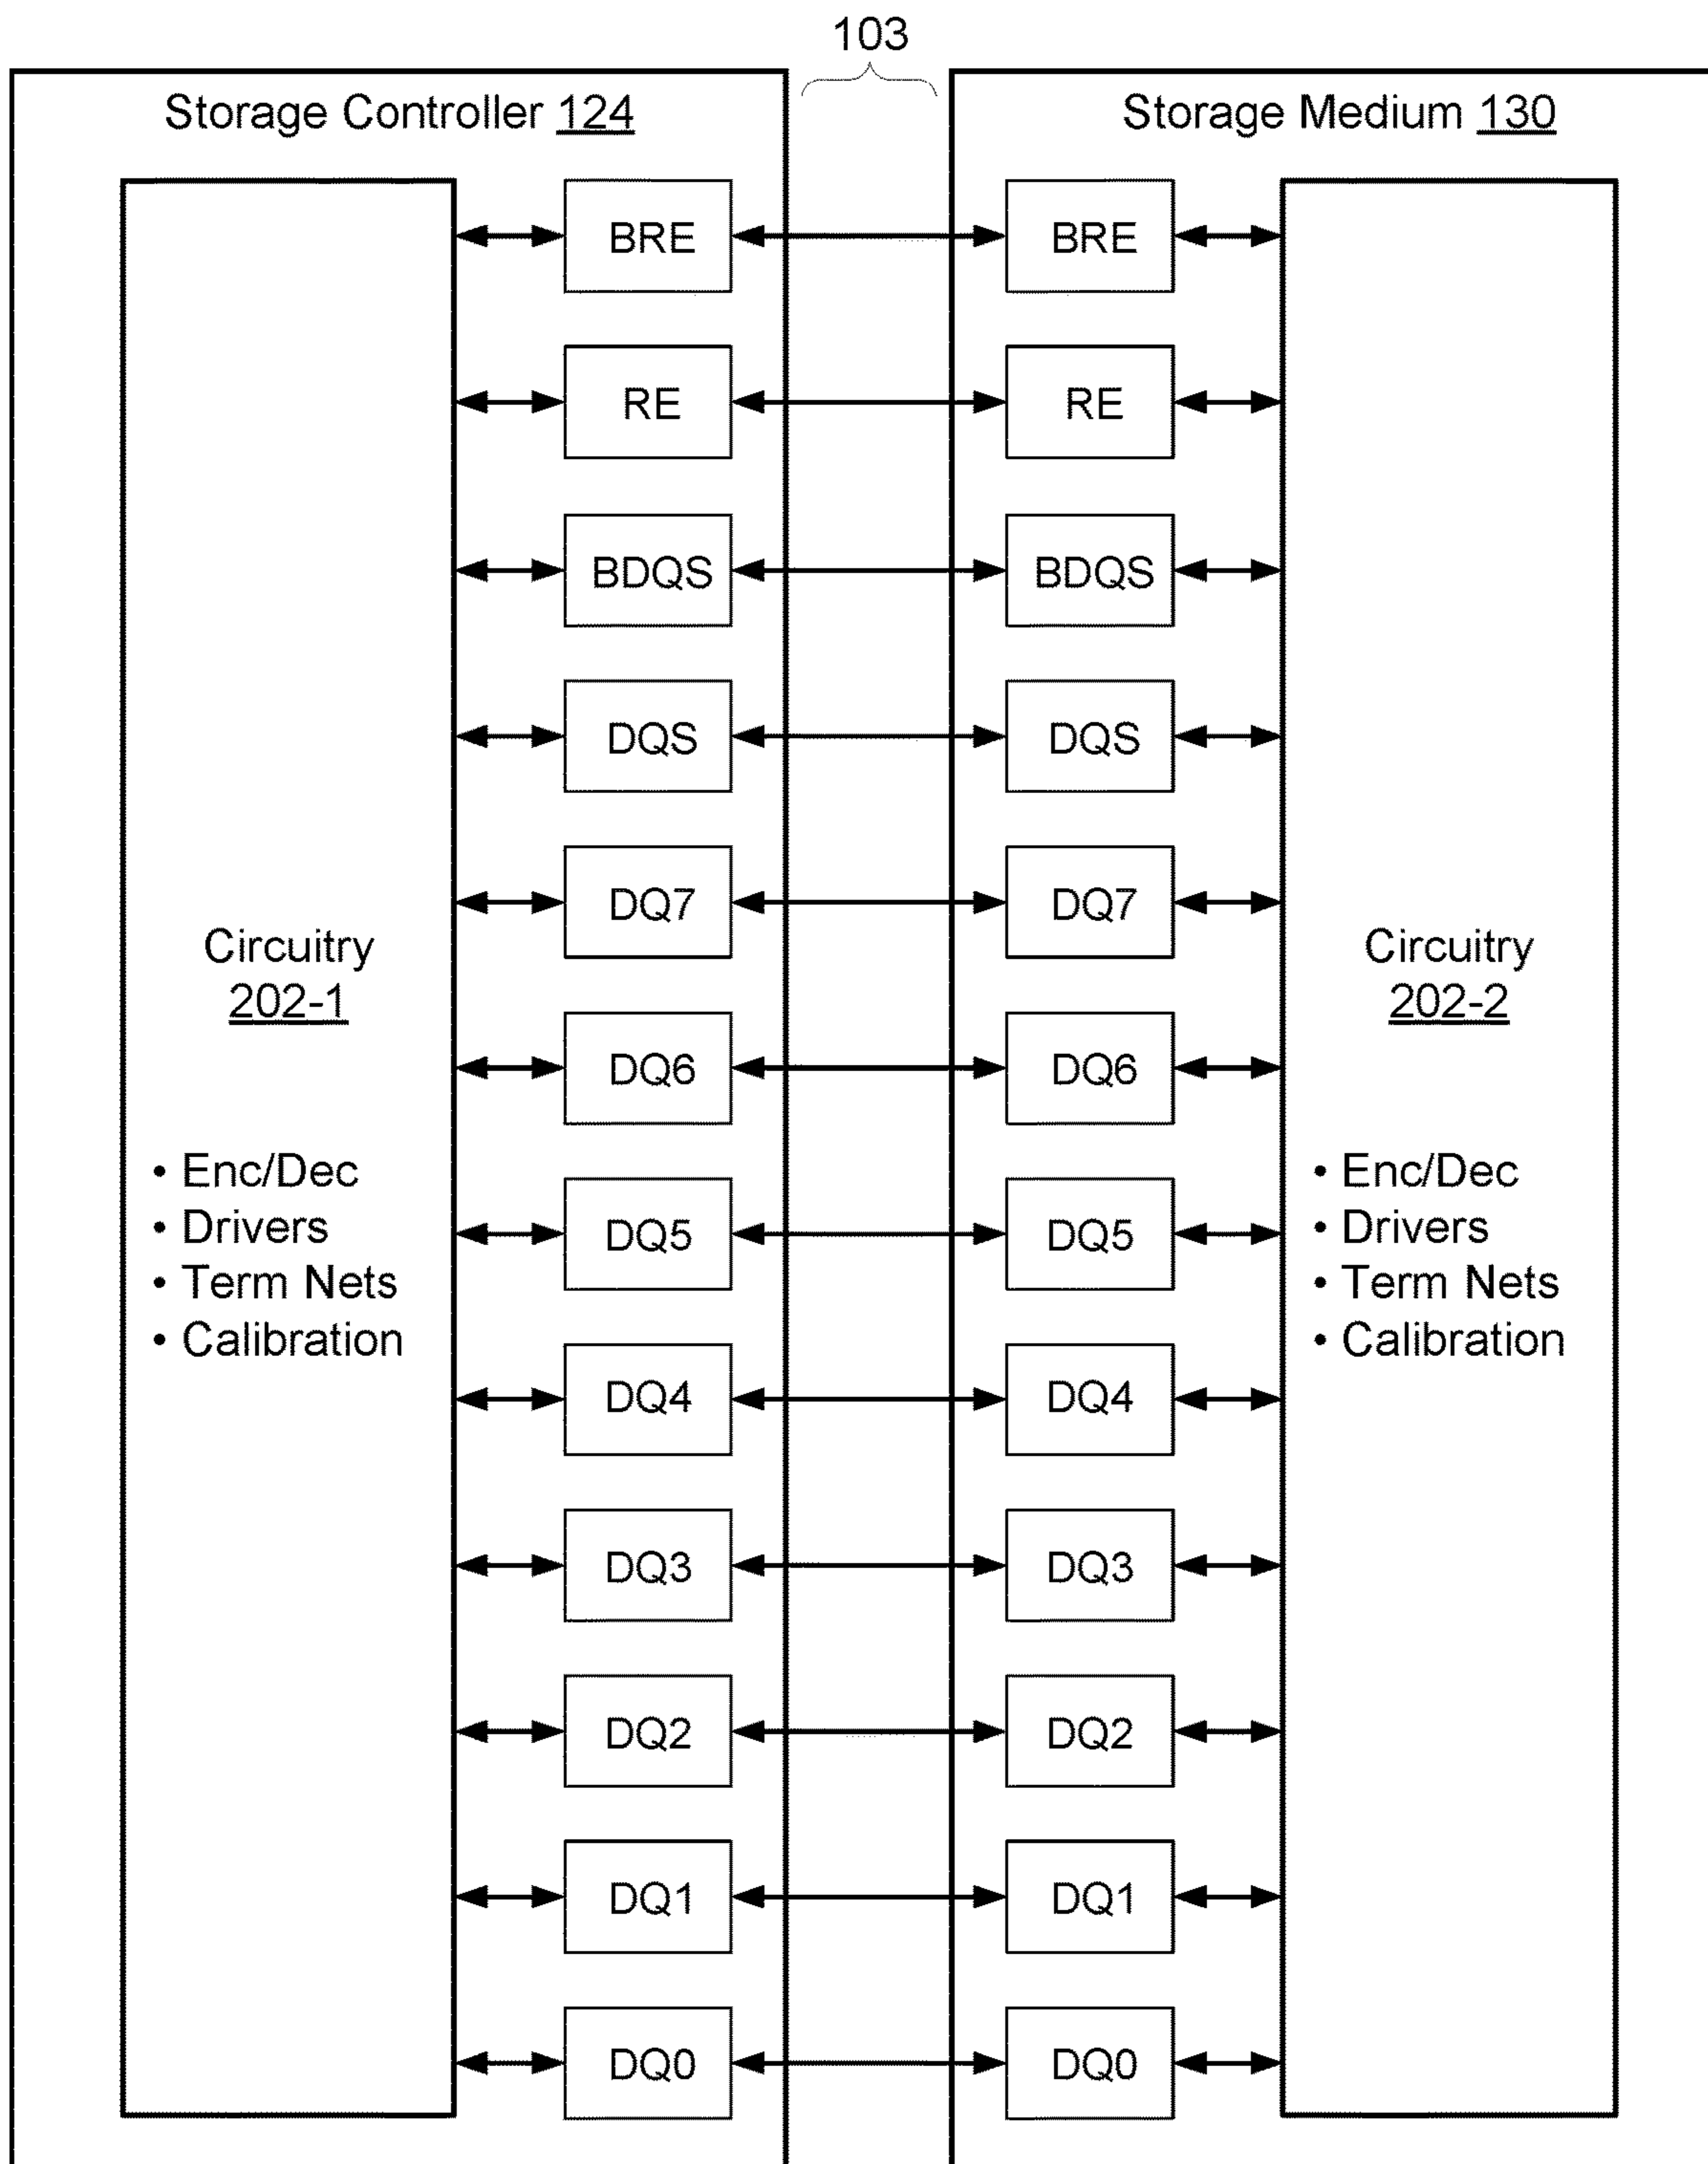 103
Storage Controller 124
Storage Medium 130
BRE
BRE
RE
RE
BDQS
BDQS
DQS
DQS
DQ7
DQ7
Circuitry
202-1
Circuitry
202-2
DQ6
DQ6
• Enc/Dec
• Drivers
• Term Nets
• Calibration
• Enc/Dec
• Drivers
• Term Nets
• Calibration
DQ5
DQ5
DQ4
DQ4
DQ3
DQ3
DQ2
DQ2
DQ1
DQ1
DQ0
DQ0